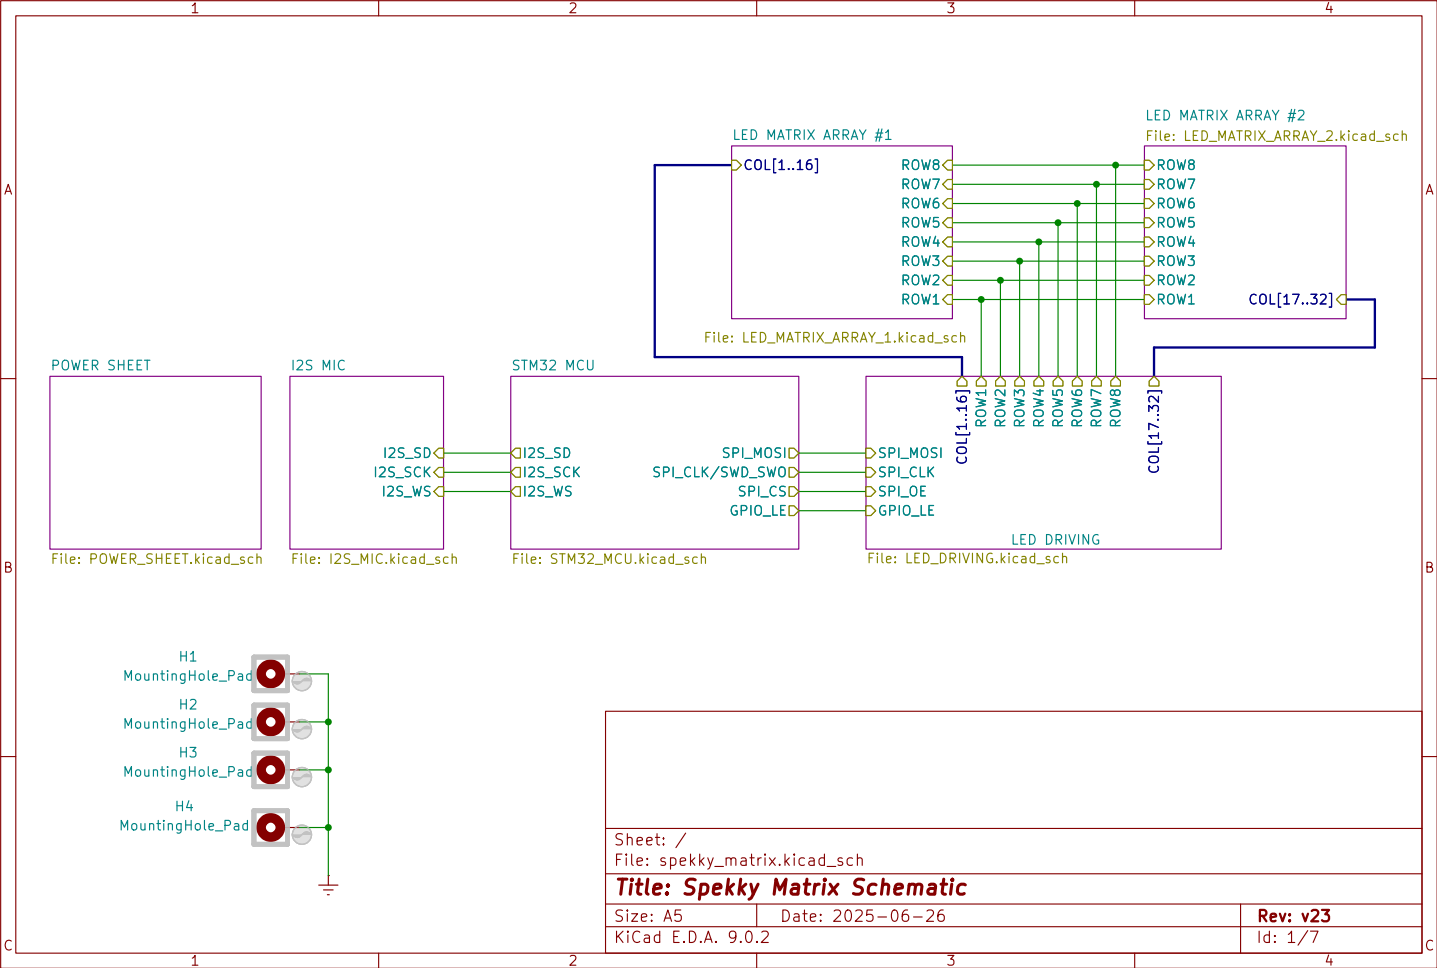 1 2 3 4
LED MATRIX ARRAY #2
File: LED_MATRIX_ARRAY_2.kicad_sch
LED MATRIX ARRAY #1
COL[1..16] ROW8 ROW8
ROW7 ROW7
A A
ROW6 ROW6
ROW5 ROW5
ROW4 ROW4
ROW3 ROW3
ROW2 ROW2
ROW1 ROW1 COL[17..32]
File: LED_MATRIX_ARRAY_1.kicad_sch
POWER SHEET I2S MIC STM32 MCU
COL[1..16]
ROW1
ROW2
ROW3
ROW4
ROW5
ROW6
ROW7
ROW8
COL[17..32]
I2S_SD I2S_SD SPI_MOSI SPI_MOSI
I2S_SCK I2S_SCK SPI_CLK/SWD_SWO SPI_CLK
I2S_WS I2S_WS SPI_CS SPI_OE
GPIO_LE GPIO_LE
LED DRIVING
File: POWER_SHEET.kicad_sch File: I2S_MIC.kicad_sch File: STM32_MCU.kicad_sch File: LED_DRIVING.kicad_sch
B B
H1
MountingHole_Pad
H2
MountingHole_Pad
H3
MountingHole_Pad
H4
MountingHole_Pad
Sheet: /
File: spekky_matrix.kicad_sch
Title: Spekky Matrix Schematic
Size: A5 Date: 2025-06-26 Rev: v23
KiCad E.D.A. 9.0.2 Id: 1/7
C C
1 2 3 4